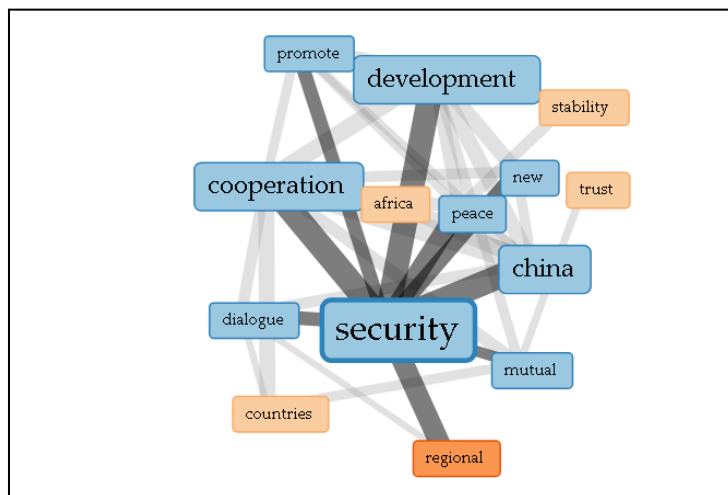 promote
development
stability
cooperation
new
trust
africa
peace
china
dialogue
security
mutual
countries
regional